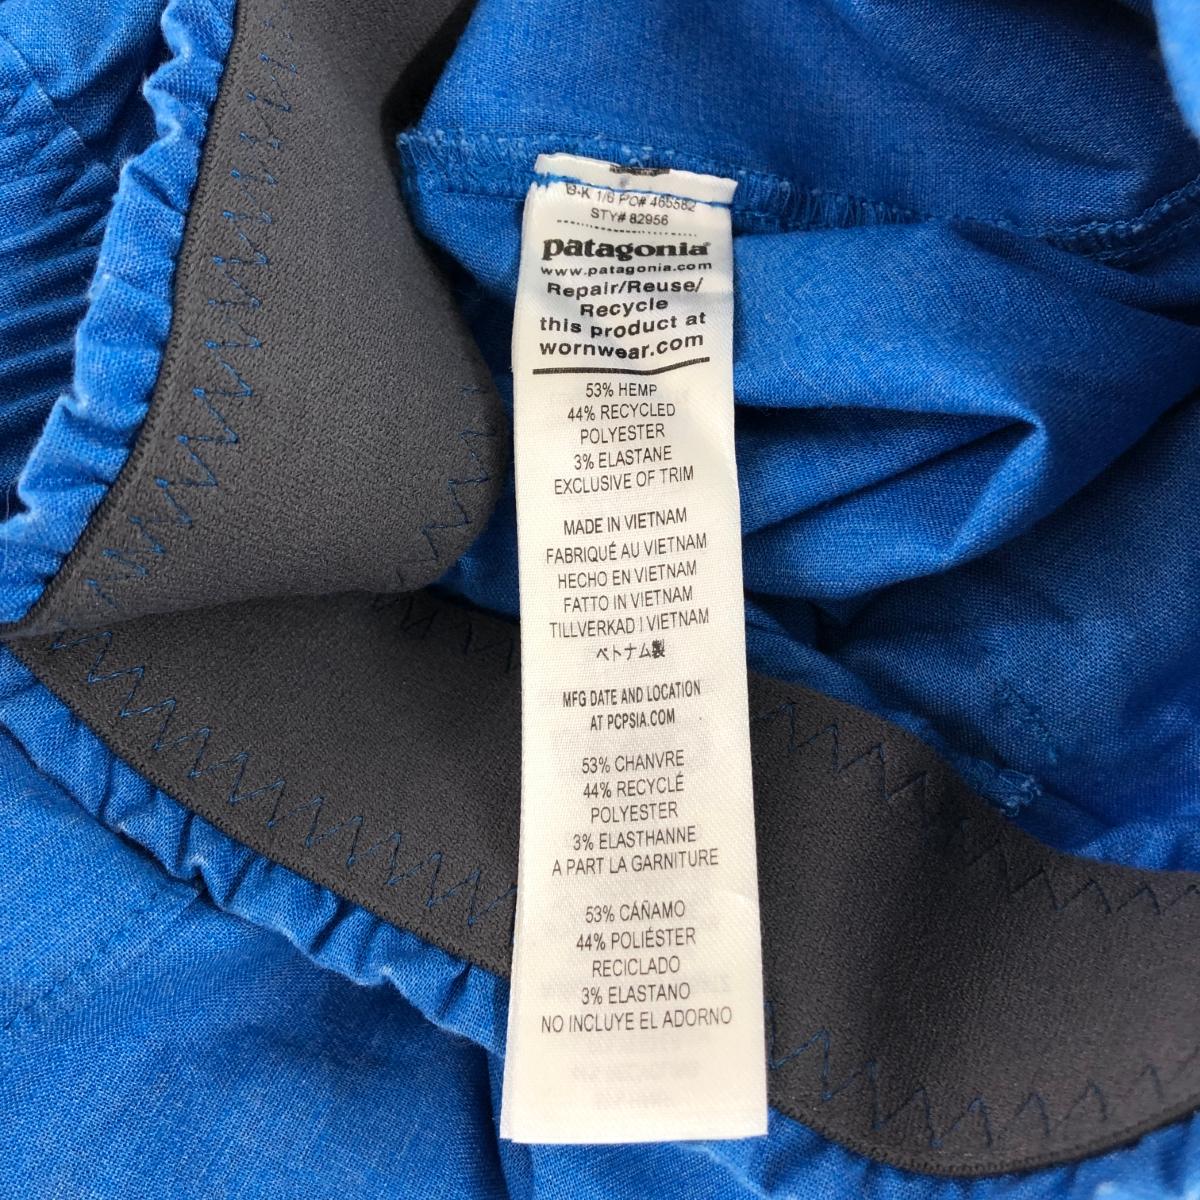 B-K 1/6 PO# 465582
STY# 82956
patagonia®
www.patagonia.com
Repair/Reuse/
Recycle
this product at
wornwear.com
53% HEMP
44% RECYCLED
POLYESTER
3% ELASTANE
EXCLUSIVE OF TRIM
MADE IN VIETNAM
FABRIQUÉ AU VIETNAM
HECHO EN VIETNAM
FATTO IN VIETNAM
TILLVERKAD I VIETNAM
ベトナム製
MFG DATE AND LOCATION
AT PCPSIA.COM
53% CHANVRE
44% RECYCLÉ
POLYESTER
3% ELASTHANNE
A PART LA GARNITURE
53% CÁÑAMO
44% POLIÉSTER
RECICLADO
3% ELASTANO
NO INCLUYE EL ADORNO